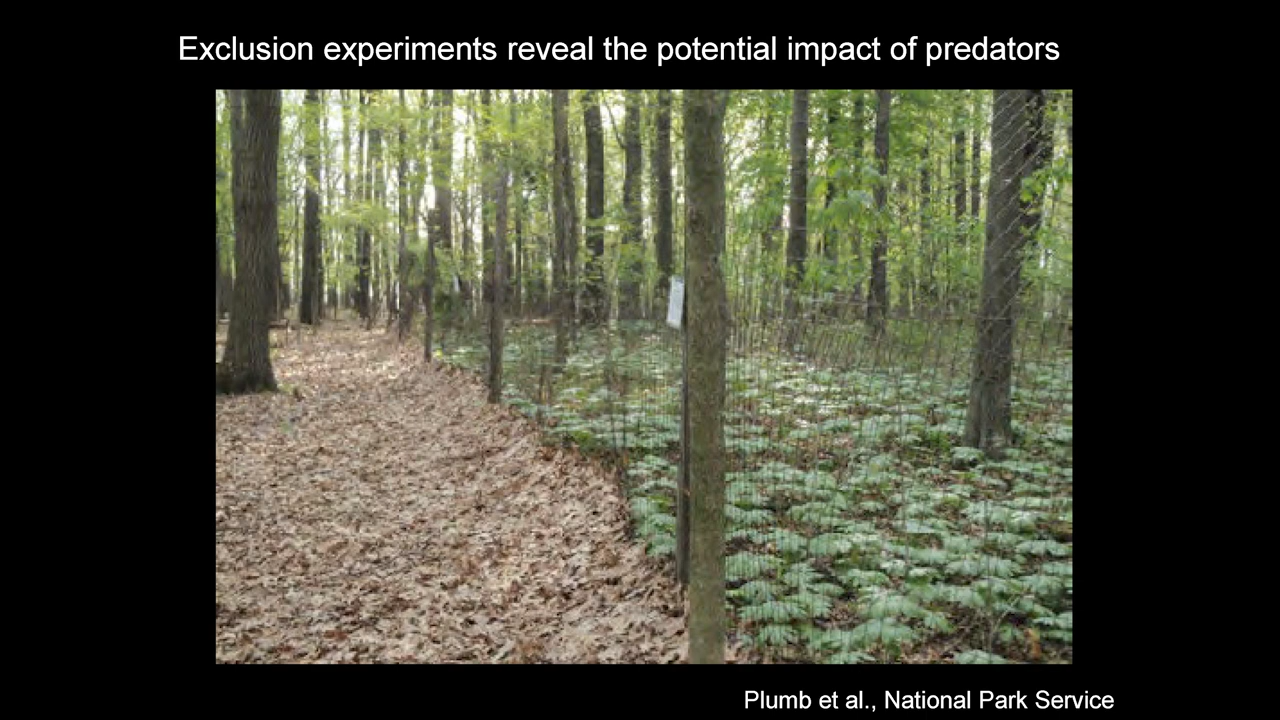 Exclusion experiments reveal the potential impact of predators
Plumb et al., National Park Service